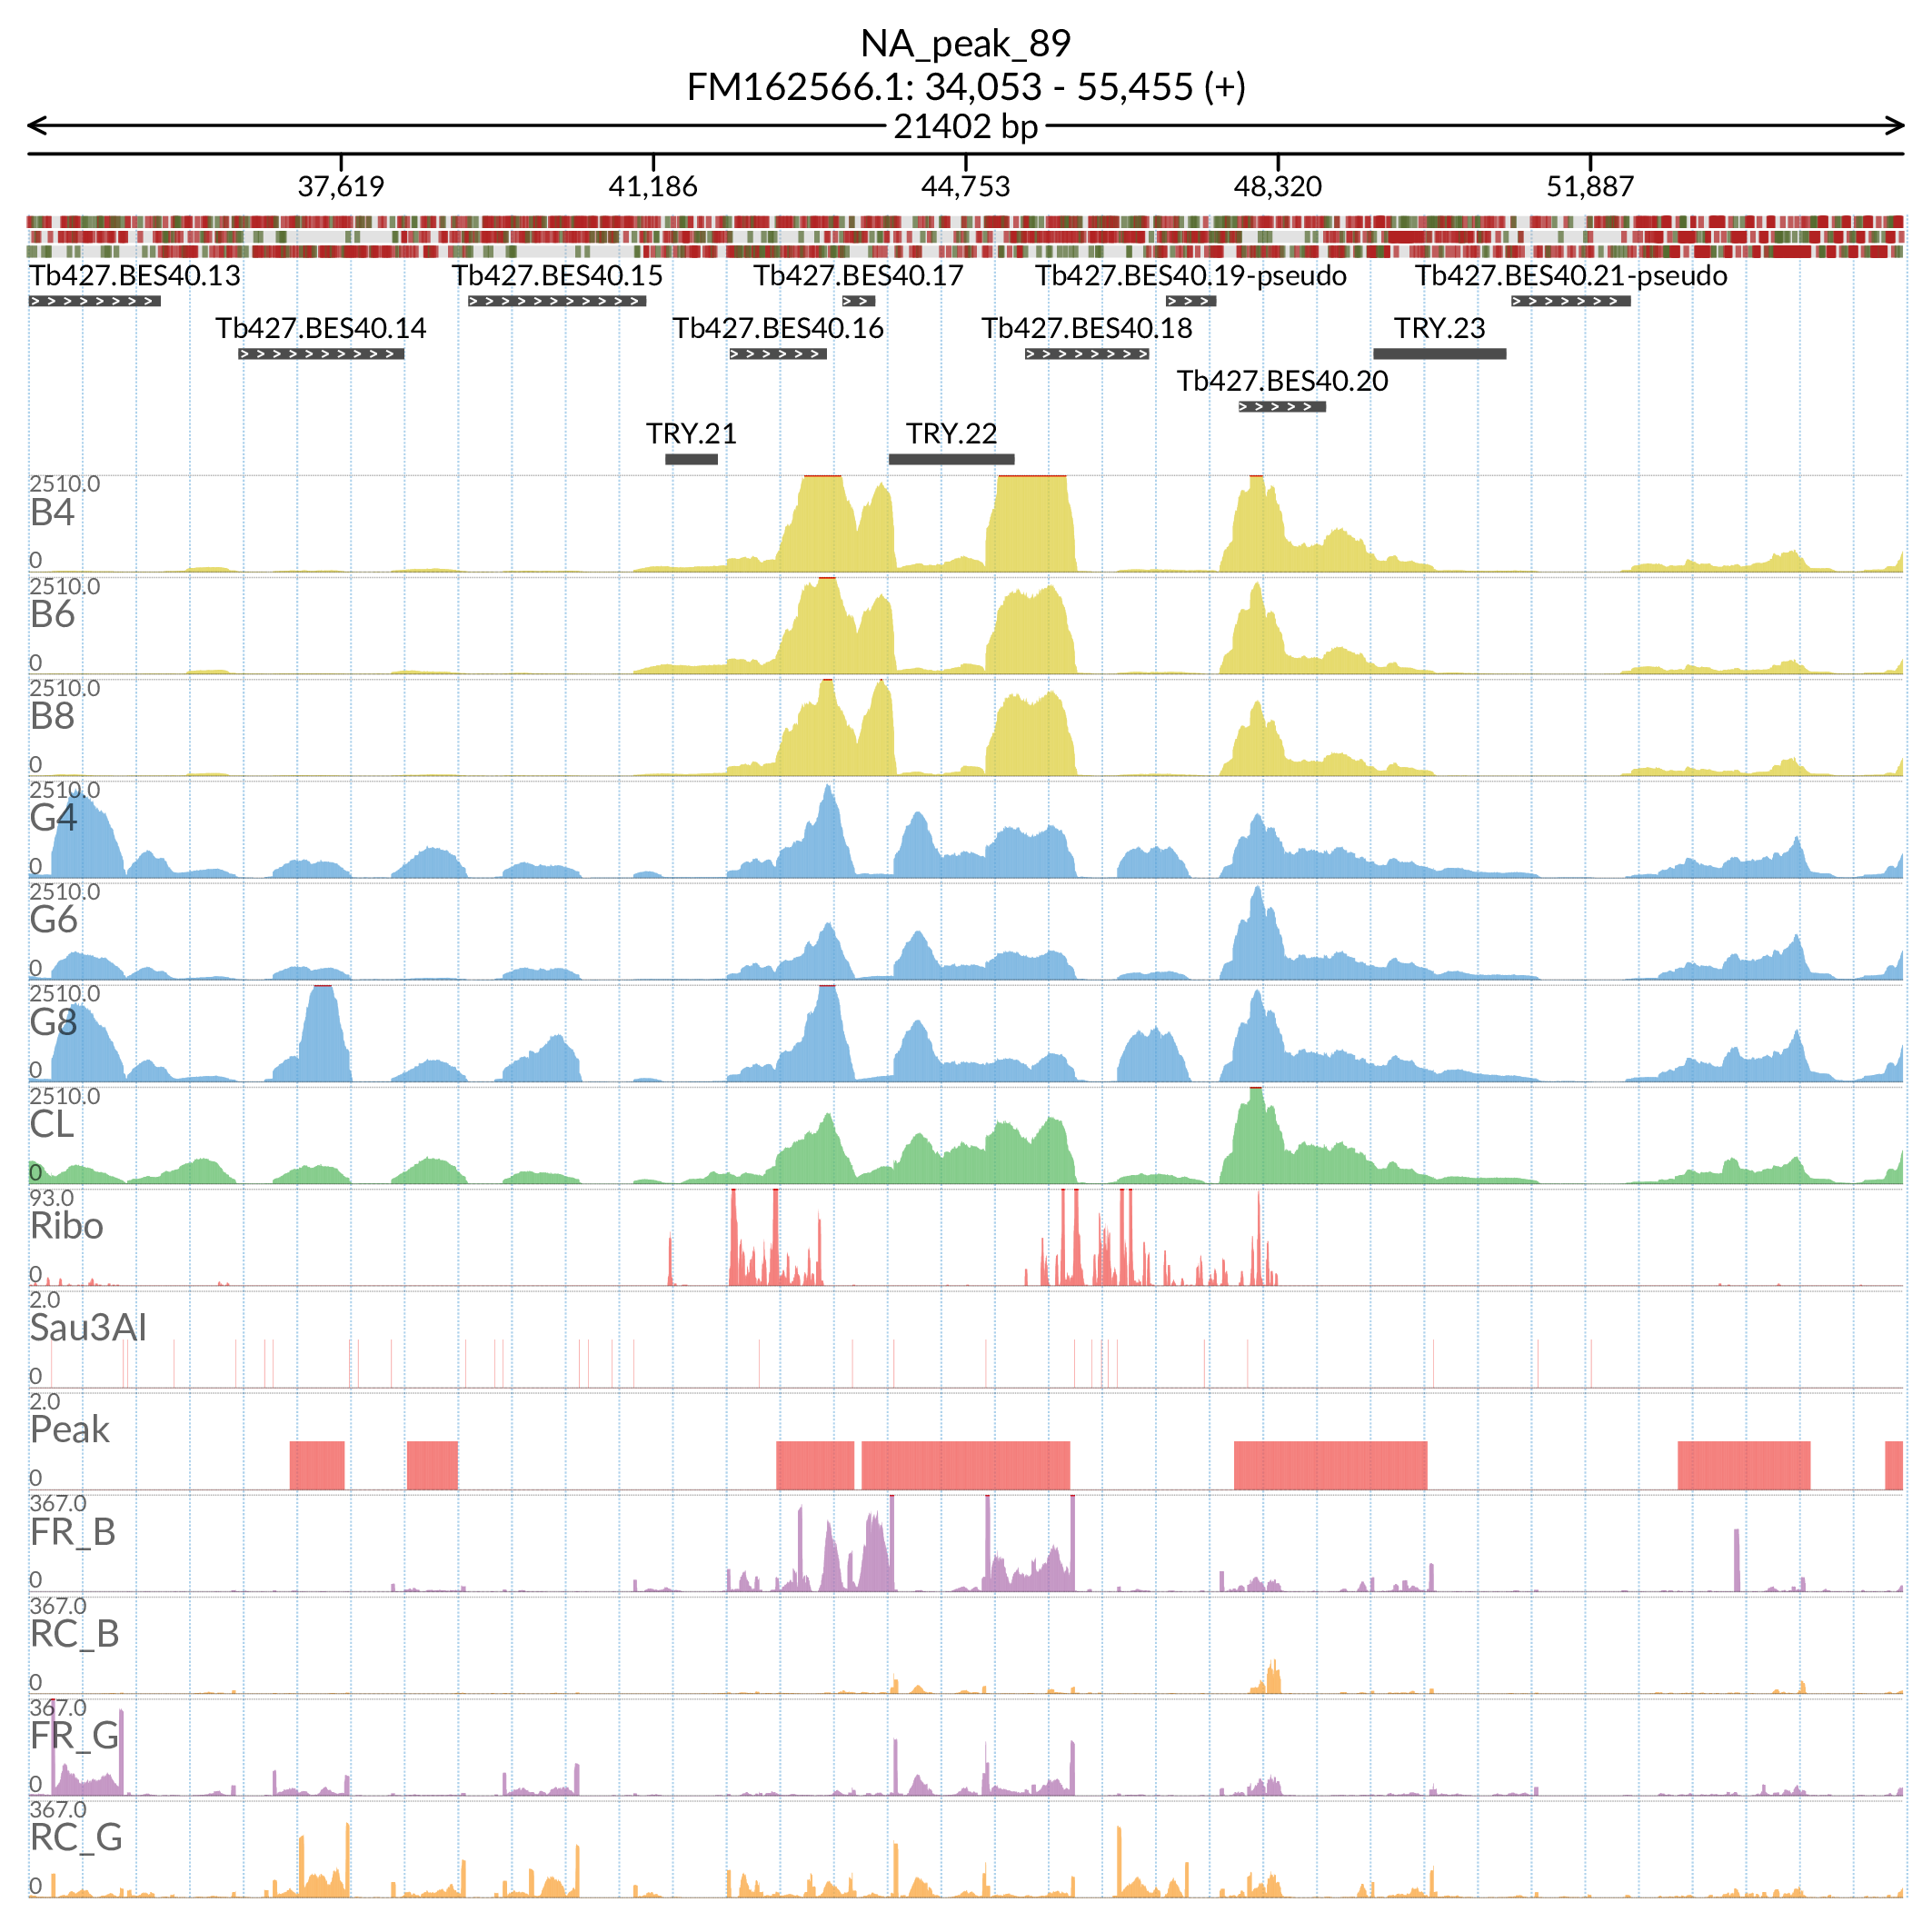 NA_peak_89
FM162566.1: 34,053 - 55,455 (+)
21402 bp
37,619 41,186 44,753 48,320 51,887
Tb427.BES40.13 Tb427.BES40.15 Tb427.BES40.17 Tb427.BES40.19-pseudo Tb427.BES40.21-pseudo
Tb427.BES40.14 Tb427.BES40.16 Tb427.BES40.18 TRY.23
Tb427.BES40.20
TRY.21 TRY.22
2510.0
B4
0
2510.0
B6
0
2510.0
B8
0
2510.0
G4
0
2510.0
G6
0
2510.0
G8
0
2510.0
CL
0
93.0
Ribo
0
2.0
Sau3AI
0
2.0
Peak
0
367.0
FR_B
0
367.0
RC_B
0
367.0
FR_G
0
367.0
RC_G
0